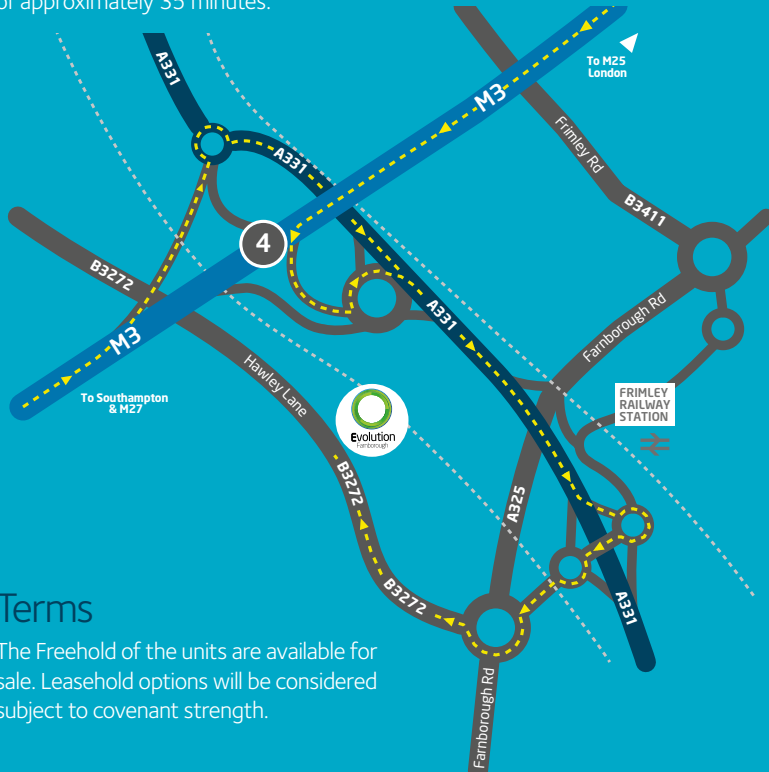 or approximately 35 minutes.
A331
To M25
London
M3
Frimley Rd
A331
B3411
4
B3272
A331
Farnborough Rd
M3
Hawley Lane
To Southampton
& M27
FRIMLEY
RAILWAY
STATION
Evolution
Farnborough
B3272
A325
B3272
A331
Terms
The Freehold of the units are available for
sale. Leasehold options will be considered
subject to covenant strength.
Farnborough Rd